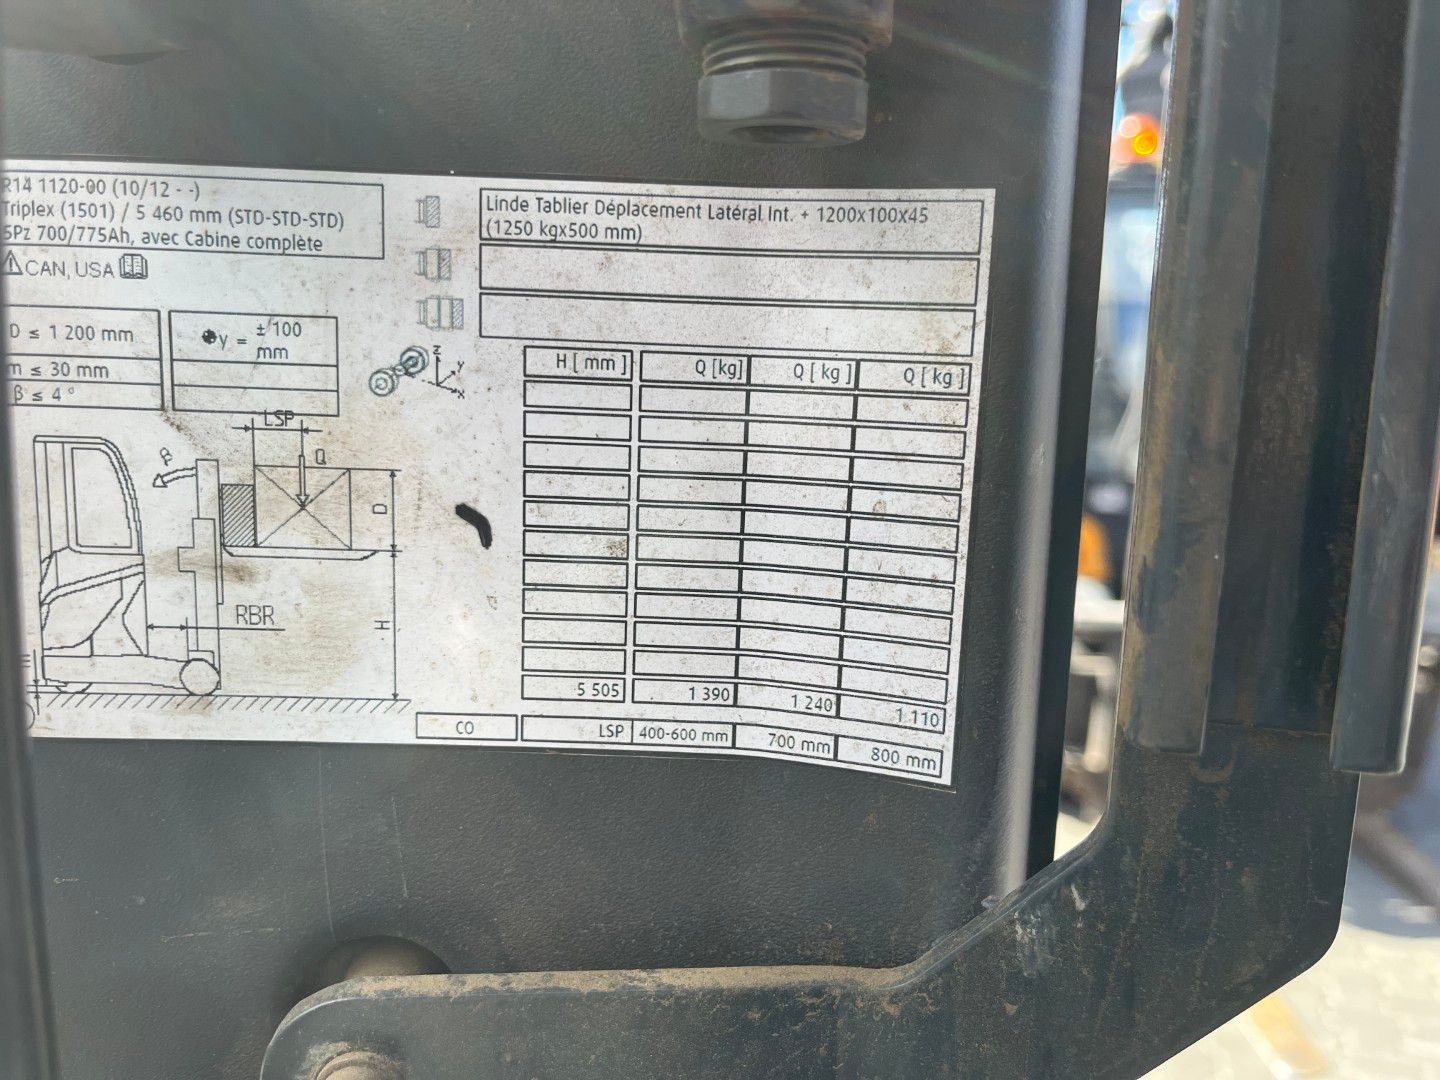 R14 1120-00 (10/12 - -)
Triplex (1501) / 5 460 mm (STD-STD-STD)
5Pz 700/775Ah, avec Cabine complète
CAN, USA
Linde Tablier Déplacement Latéral Int. + 1200x100x45
(1250 kgx500 mm)
D ≤ 1 200 mm
m ≤ 30 mm
β ≤ 4 °
y = ± 100
mm
z
y
x
H [ mm ] Q [kg] Q [ kg ] Q [ kg ]
LSP
β
Q
D
RBR
H
5 505 1 390 1 240 1 110
CO LSP 400-600 mm 700 mm 800 mm